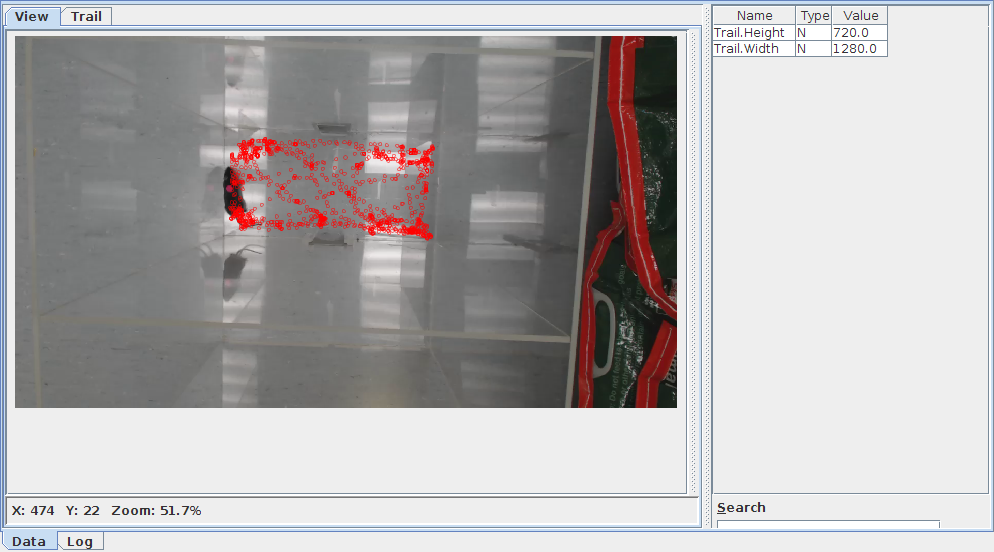 View Trail
Name Type Value
Trail.Height N 720.0
Trail.Width N 1280.0
X: 474 Y: 22 Zoom: 51.7%
Search
Data Log